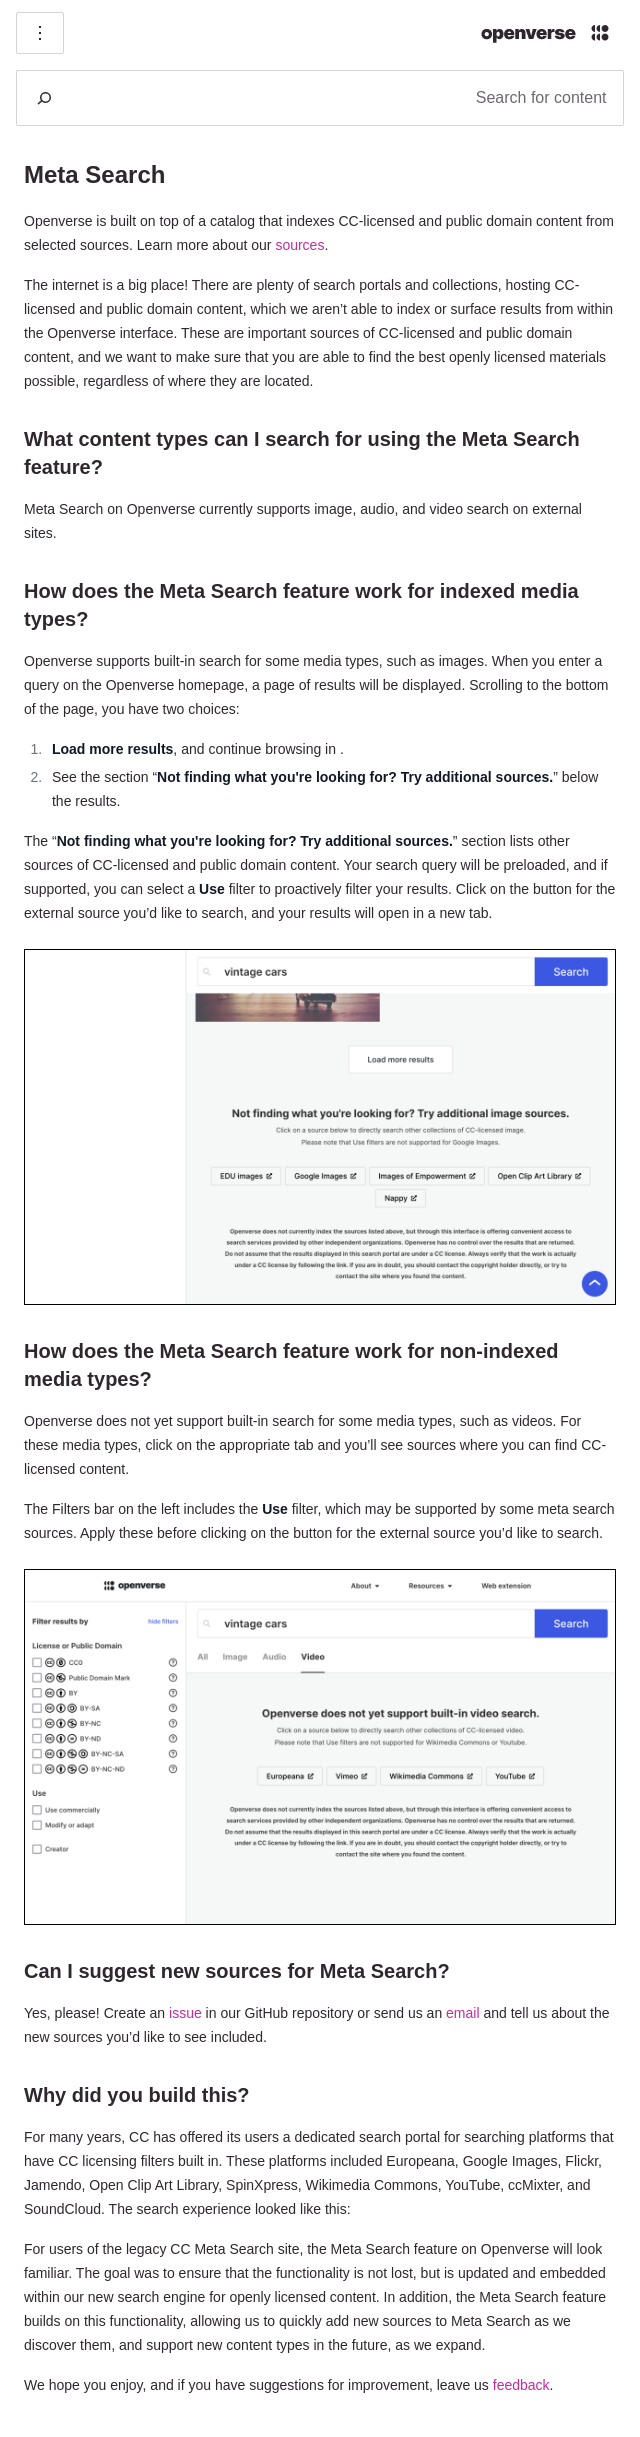 openverse
Search for content
Meta Search
Openverse is built on top of a catalog that indexes CC-licensed and public domain content from
selected sources. Learn more about our sources.
The internet is a big place! There are plenty of search portals and collections, hosting CC-
licensed and public domain content, which we aren’t able to index or surface results from within
the Openverse interface. These are important sources of CC-licensed and public domain
content, and we want to make sure that you are able to find the best openly licensed materials
possible, regardless of where they are located.
What content types can I search for using the Meta Search
feature?
Meta Search on Openverse currently supports image, audio, and video search on external
sites.
How does the Meta Search feature work for indexed media
types?
Openverse supports built-in search for some media types, such as images. When you enter a
query on the Openverse homepage, a page of results will be displayed. Scrolling to the bottom
of the page, you have two choices:
1. Load more results, and continue browsing in .
2. See the section “Not finding what you're looking for? Try additional sources.” below
the results.
The “Not finding what you're looking for? Try additional sources.” section lists other
sources of CC-licensed and public domain content. Your search query will be preloaded, and if
supported, you can select a Use filter to proactively filter your results. Click on the button for the
external source you’d like to search, and your results will open in a new tab.
vintage cars Search
Load more results
Not finding what you're looking for? Try additional image sources.
Click on a source below to directly search other collections of CC-licensed image.
Please note that Use filters are not supported for Google Images.
EDU images Google Images Images of Empowerment Open Clip Art Library
Nappy
Openverse does not currently index the sources listed above, but through this interface is offering convenient access to
search services provided by other independent organizations. Openverse has no control over the results that are returned.
Do not assume that the results displayed in this search portal are under a CC license. Always verify that the work is actually
under a CC license by following the link. If you are in doubt, you should contact the copyright holder directly, or try to
contact the site where you found the content.
How does the Meta Search feature work for non-indexed
media types?
Openverse does not yet support built-in search for some media types, such as videos. For
these media types, click on the appropriate tab and you’ll see sources where you can find CC-
licensed content.
The Filters bar on the left includes the Use filter, which may be supported by some meta search
sources. Apply these before clicking on the button for the external source you’d like to search.
openverse About Resources Web extension
Filter results by hide filters
vintage cars Search
All Image Audio Video
License or Public Domain
CC0
Public Domain Mark
BY
BY-SA
BY-NC
BY-ND
BY-NC-SA
BY-NC-ND
Use
Use commercially
Modify or adapt
Creator
Openverse does not yet support built-in video search.
Click on a source below to directly search other collections of CC-licensed video.
Please note that Use filters are not supported for Wikimedia Commons or Youtube.
Europeana Vimeo Wikimedia Commons YouTube
Openverse does not currently index the sources listed above, but through this interface is offering convenient access to
search services provided by other independent organizations. Openverse has no control over the results that are returned.
Do not assume that the results displayed in this search portal are under a CC license. Always verify that the work is actually
under a CC license by following the link. If you are in doubt, you should contact the copyright holder directly, or try to
contact the site where you found the content.
Can I suggest new sources for Meta Search?
Yes, please! Create an issue in our GitHub repository or send us an email and tell us about the
new sources you’d like to see included.
Why did you build this?
For many years, CC has offered its users a dedicated search portal for searching platforms that
have CC licensing filters built in. These platforms included Europeana, Google Images, Flickr,
Jamendo, Open Clip Art Library, SpinXpress, Wikimedia Commons, YouTube, ccMixter, and
SoundCloud. The search experience looked like this:
For users of the legacy CC Meta Search site, the Meta Search feature on Openverse will look
familiar. The goal was to ensure that the functionality is not lost, but is updated and embedded
within our new search engine for openly licensed content. In addition, the Meta Search feature
builds on this functionality, allowing us to quickly add new sources to Meta Search as we
discover them, and support new content types in the future, as we expand.
We hope you enjoy, and if you have suggestions for improvement, leave us feedback.